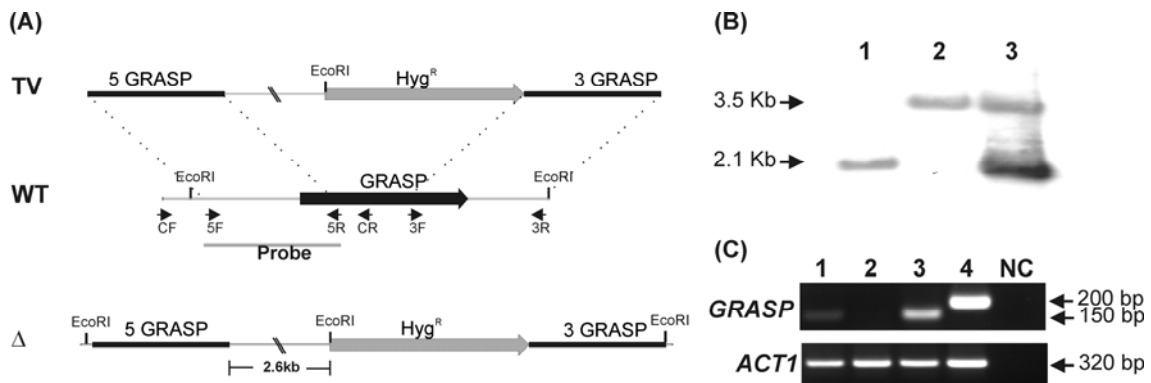 (A)
TV
5 GRASP
EcoRI
Hyg^R
3 GRASP
WT
EcoRI
GRASP
EcoRI
CF
5F
5R
CR
3F
3R
Probe
Δ
EcoRI
5 GRASP
EcoRI
Hyg^R
3 GRASP
EcoRI
2.6kb
(B)
1 2 3
3.5 Kb
2.1 Kb
(C)
1 2 3 4 NC
GRASP
200 bp
150 bp
ACT1
320 bp